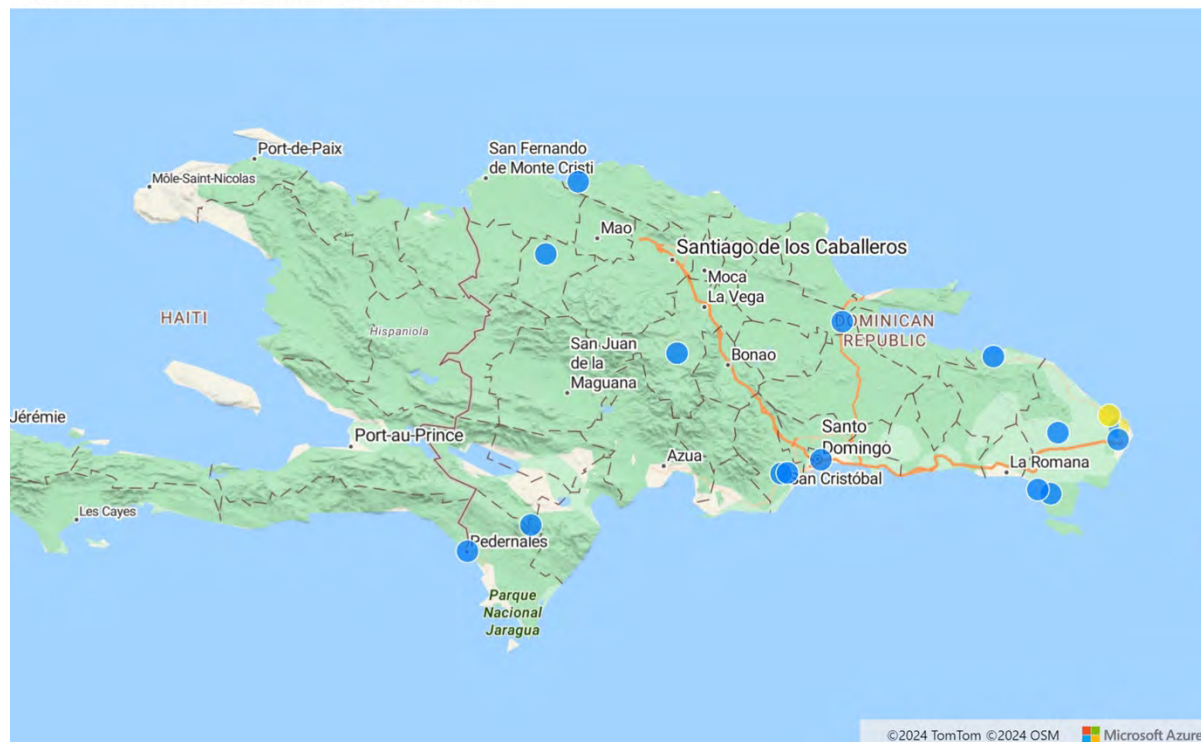 Port-de-Paix
Môle-Saint-Nicolas
San Fernando
de Monte Cristi
Mao
Santiago de los Caballeros
Moca
La Vega
HAITI
Hispaniola
DOMINICAN
REPUBLIC
San Juan
de la
Maguana
Bonao
Jérémie
Port-au-Prince
Santo
Domingo
Azua
La Romana
San Cristóbal
Les Cayes
Pedernales
Parque
Nacional
Jaragua
©2024 TomTom ©2024 OSM Microsoft Azure